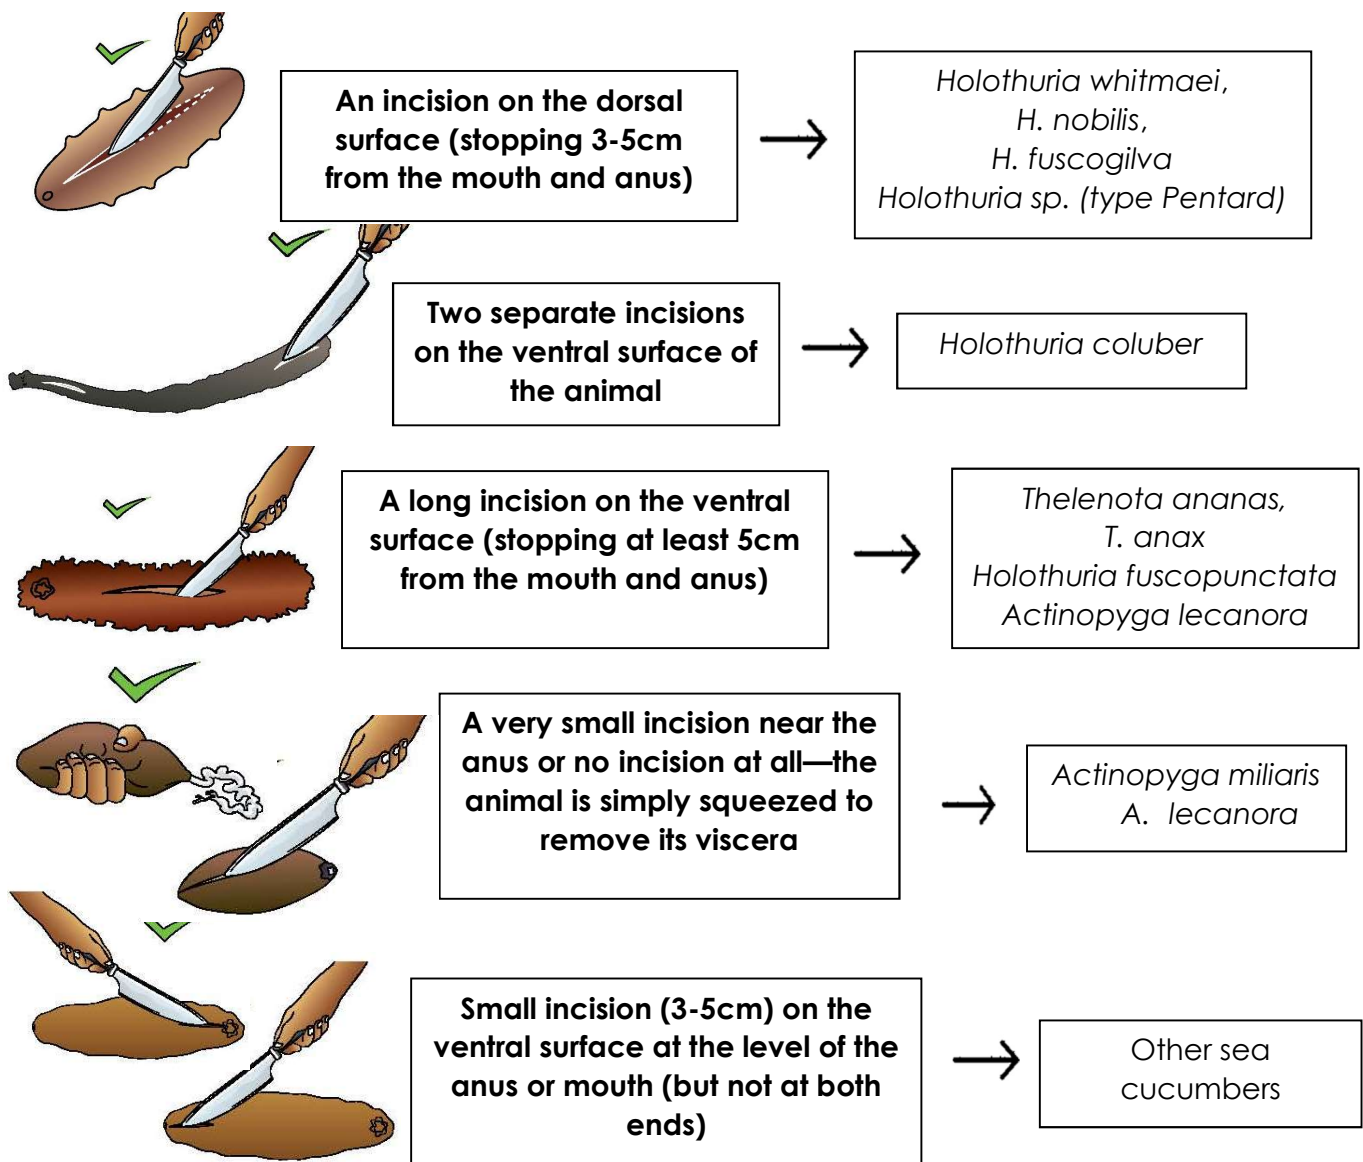 An incision on the dorsal
surface (stopping 3-5cm
from the mouth and anus)
Holothuria whitmaei,
H. nobilis,
H. fuscogilva
Holothuria sp. (type Pentard)
Two separate incisions
on the ventral surface of
the animal
Holothuria coluber
A long incision on the ventral
surface (stopping at least 5cm
from the mouth and anus)
Thelenota ananas,
T. anax
Holothuria fuscopunctata
Actinopyga lecanora
A very small incision near the
anus or no incision at all—the
animal is simply squeezed to
remove its viscera
Actinopyga miliaris
A. lecanora
Small incision (3-5cm) on the
ventral surface at the level of the
anus or mouth (but not at both
ends)
Other sea
cucumbers